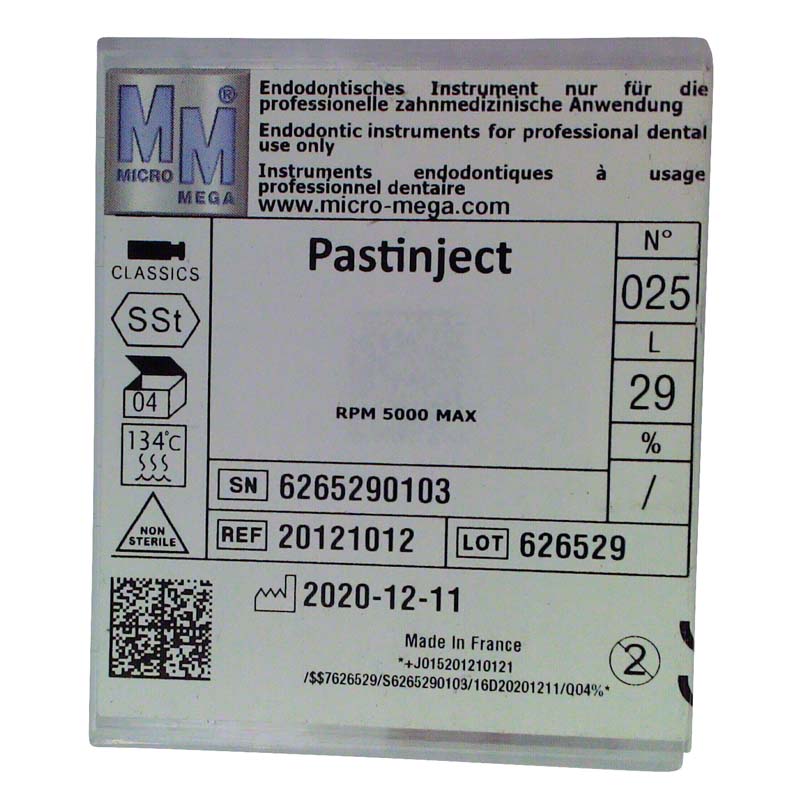 MM®
MICRO
MEGA
Endodontisches Instrument nur für die
professionelle zahnmedizinische Anwendung
Endodontic instruments for professional dental
use only
Instruments endodontiques à usage
professionnel dentaire
www.micro-mega.com
CLASSICS
SSt
04
134°C
NON
STERILE
Pastinject
RPM 5000 MAX
N°
025
L
29
%
/
SN 6265290103
REF 20121012 LOT 626529
2020-12-11
Made In France
*+J015201210121
/$$7626529/S6265290103/16D20201211/Q04%*
2